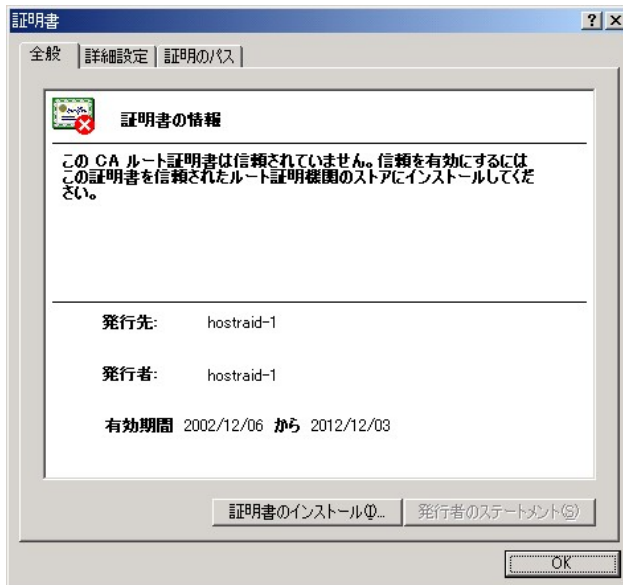 証明書
全般 詳細設定 証明のパス
証明書の情報
この CA ルート証明書は信頼されていません。信頼を有効にするには
この証明書を信頼されたルート証明機関のストアにインストールしてくだ
さい。
発行先: hostraid-1
発行者: hostraid-1
有効期間 2002/12/06 から 2012/12/03
証明書のインストール(I)... 発行者のステートメント(S)
OK